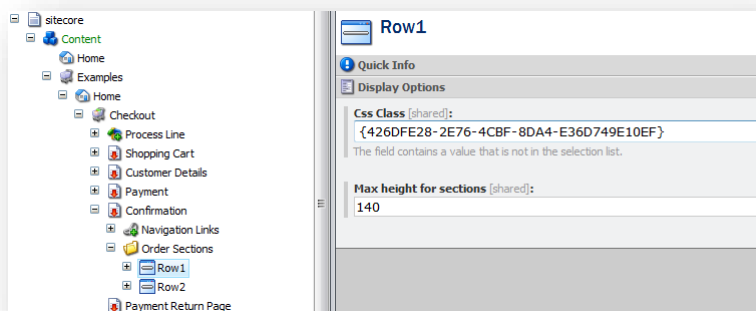 sitecore
Content
Home
Examples
Home
Checkout
Process Line
Shopping Cart
Customer Details
Payment
Confirmation
Navigation Links
Order Sections
Row1
Row2
Payment Return Page
Row1
Quick Info
Display Options
Css Class [shared]:
{426DFE28-2E76-4CBF-8DA4-E36D749E10EF}
The field contains a value that is not in the selection list.
Max height for sections [shared]:
140